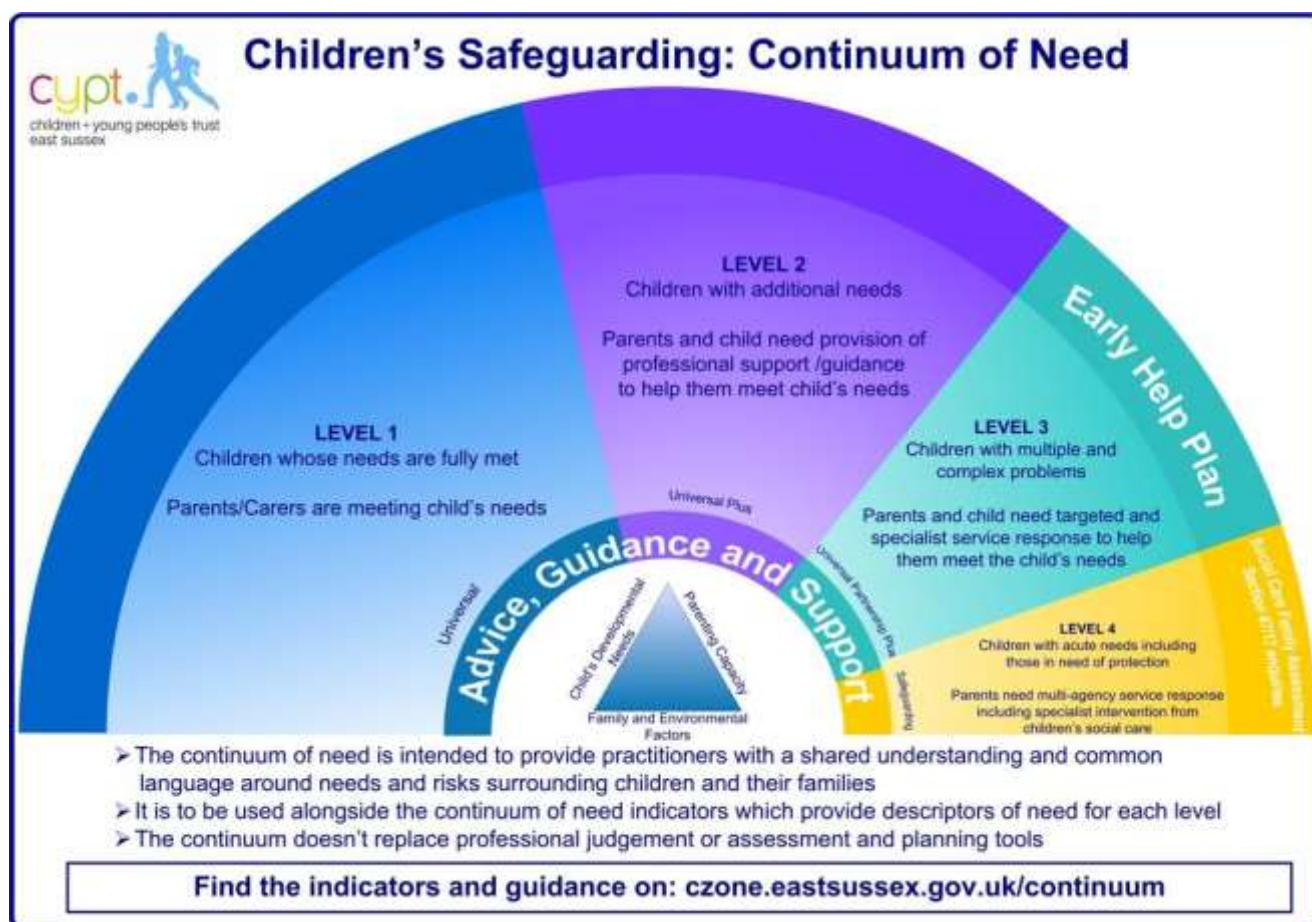 Children's Safeguarding: Continuum of Need
cypt.
children + young people's trust
east sussex
LEVEL 1
Children whose needs are fully met
Parents/Carers are meeting child's needs
LEVEL 2
Children with additional needs
Parents and child need provision of
professional support /guidance
to help them meet child's needs
Early Help Plan
LEVEL 3
Children with multiple and
complex problems
Parents and child need targeted and
specialist service response to help
them meet the child's needs
Social Care Family Assessment
LEVEL 4
Children with acute needs including
those in need of protection
Parents need multi-agency service response
including specialist intervention from
children's social care
Universal
Universal Plus
Universal Partnership Plus
Safeguarding
Advice, Guidance and Support
Child's Developmental
Needs
Parenting Capacity
Family and Environmental
Factors
➤ The continuum of need is intended to provide practitioners with a shared understanding and common
language around needs and risks surrounding children and their families
➤ It is to be used alongside the continuum of need indicators which provide descriptors of need for each level
➤ The continuum doesn't replace professional judgement or assessment and planning tools
Find the indicators and guidance on: czone.eastsussex.gov.uk/continuum